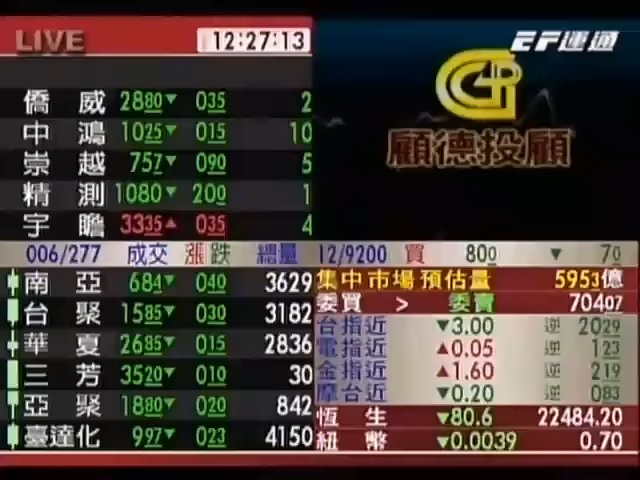 LIVE 12:27:13
EF運通
顧德投顧
僑威 2880▼ 035 2
中鴻 1025▼ 015 10
崇越 757▼ 090 5
精測 1080▼ 200 1
宇瞻 3335▲ 035 4
006/277 成交 漲跌 總量
南亞 684▼ 040 3629
台聚 1585▼ 030 3182
華夏 2685▼ 015 2836
三芳 3520▼ 010 30
亞聚 1880▼ 020 842
臺達化 997▼ 023 4150
12/9200 買 800 ▼ 70
集中市場預估量 5953億
委買 > 委賣 70407
台指近 ▼3.00 逆 2029
電指近 ▲0.05 逆 123
金指近 ▲1.60 逆 219
摩台近 ▼0.20 逆 083
恆生 ▼80.6 22484.20
紐幣 ▼0.0039 0.70